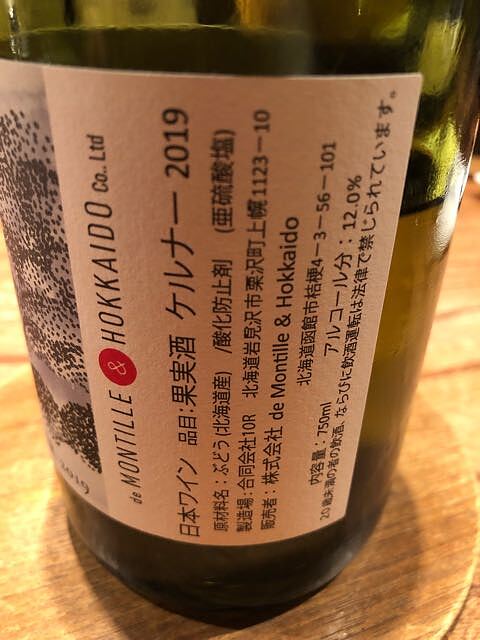 2019
de MONTILLE & HOKKAIDO Co., Ltd
日本ワイン 品目:果実酒 ケルナー 2019
原材料名:ぶどう(北海道産) /酸化防止剤 (亜硫酸塩)
製造場:合同会社10R 北海道岩見沢市栗沢町上幌1123-10
販売者:株式会社 de Montille & Hokkaido
北海道函館市桔梗4-3-56-101
内容量:750ml アルコール分:12.0%
20歳未満の者の飲酒、ならびに飲酒運転は法律で禁じられています。